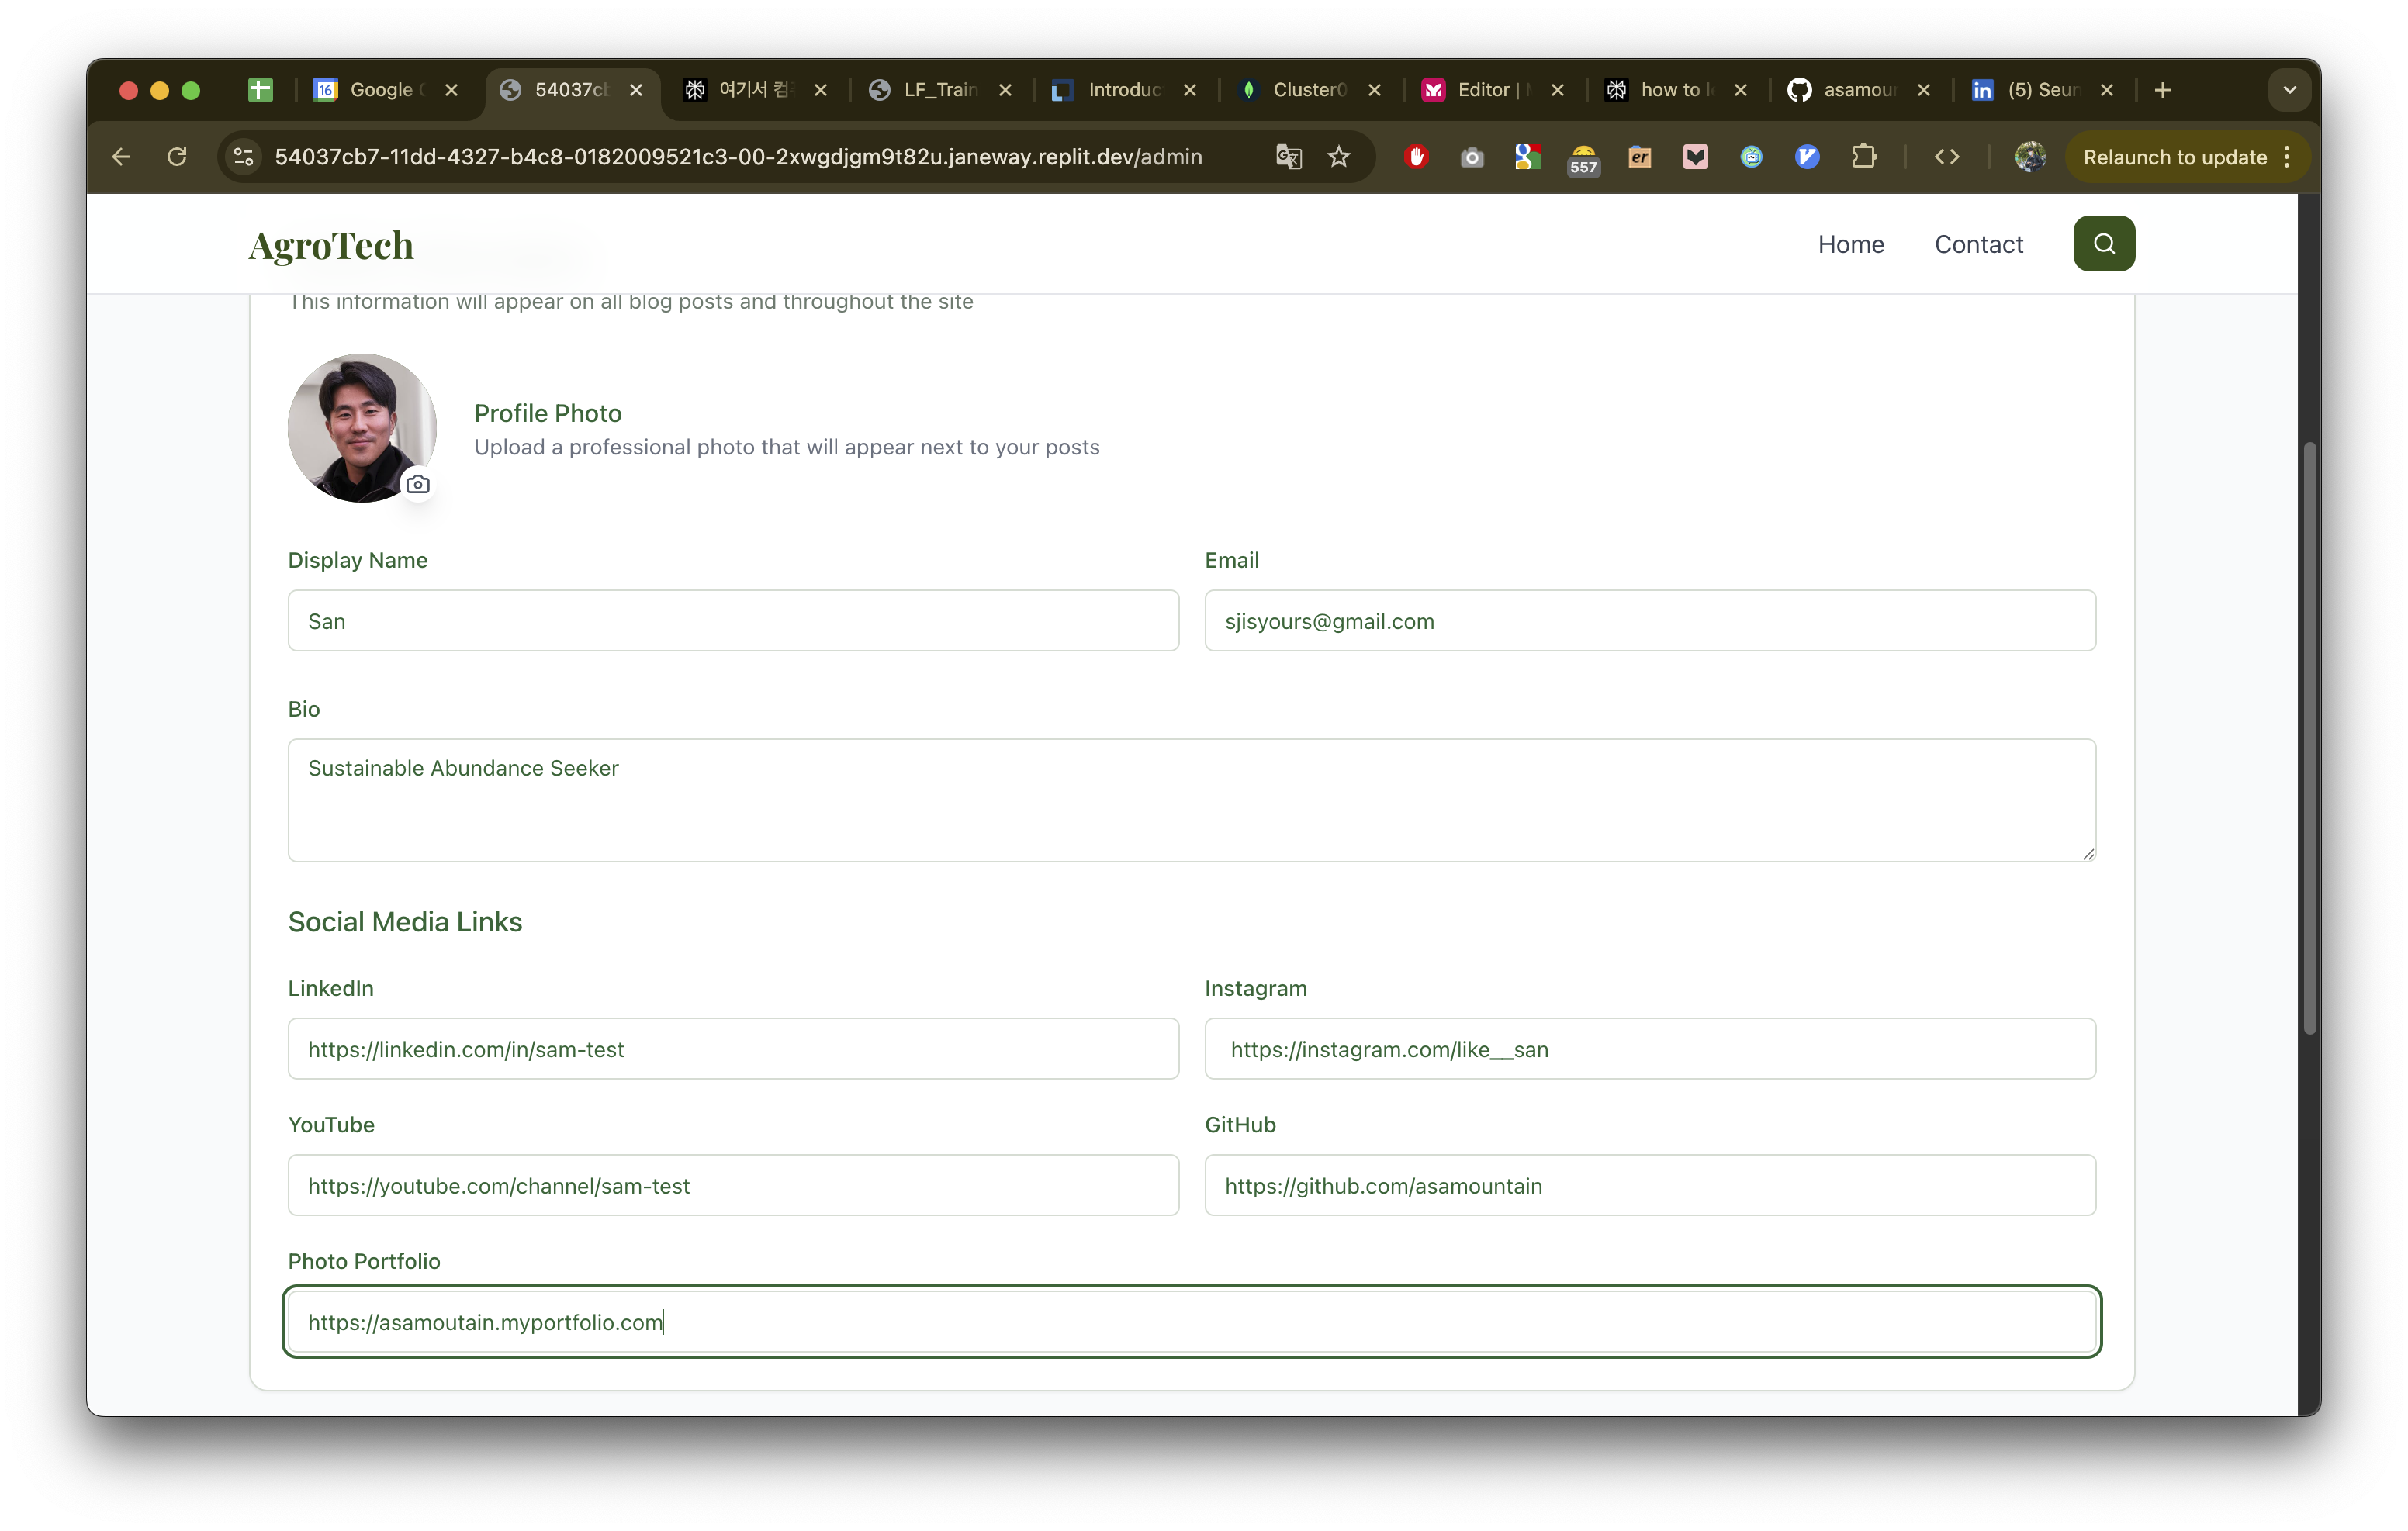 Google
54037cb
여기서 컴
LF_Train
Introduc
Cluster0
Editor |
how to
asamour
(5) Seun
54037cb7-11dd-4327-b4c8-0182009521c3-00-2xwgdjgm9t82u.janeway.replit.dev/admin
557
Relaunch to update
AgroTech
Home
Contact
This information will appear on all blog posts and throughout the site
Profile Photo
Upload a professional photo that will appear next to your posts
Display Name
Email
San
sjisyours@gmail.com
Bio
Sustainable Abundance Seeker
Social Media Links
LinkedIn
Instagram
https://linkedin.com/in/sam-test
https://instagram.com/like__san
YouTube
GitHub
https://youtube.com/channel/sam-test
https://github.com/asamountain
Photo Portfolio
https://asamoutain.myportfolio.com